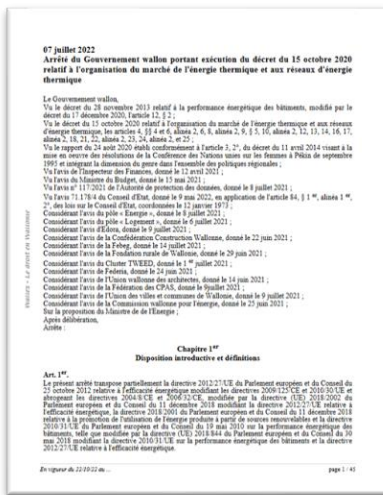 07 juillet 2022
Arrêté du Gouvernement wallon portant exécution du décret du 15 octobre 2020
relatif à l'organisation du marché de l'énergie thermique et aux réseaux d'énergie
thermique
Le Gouvernement wallon,
Vu le décret du 28 novembre 2013 relatif à la performance énergétique des bâtiments, modifié par le
décret du 17 décembre 2020, l'article 12, § 2 ;
Vu le décret du 15 octobre 2020 relatif à l'organisation du marché de l'énergie thermique et aux réseaux
d'énergie thermique, les articles 4, §§ 4 et 6, alinéa 2, 6, 8, alinéa 2, 9, § 5, 10, alinéa 2, 12, 13, 14, 16, 17,
alinéa 2, 18, 21, 22, alinéa 2, 23, 24, alinéa 2, et 25 ;
Vu le rapport du 24 août 2020 établi conformément à l'article 3, 2°, du décret du 11 avril 2014 visant à la
mise en oeuvre des résolutions de la Conférence des Nations unies sur les femmes à Pékin de septembre
1995 et intégrant la dimension du genre dans l'ensemble des politiques régionales ;
Vu l'avis de l'Inspecteur des Finances, donné le 12 avril 2021 ;
Vu l'avis du Ministre du Budget, donné le 15 mai 2021 ;
Vu l'avis n° 117/2021 de l'Autorité de protection des données, donné le 8 juillet 2021 ;
Vu l'avis 71.178/4 du Conseil d'Etat, donné le 9 mai 2022, en application de l'article 84, § 1er, alinéa 1er,
2°, des lois sur le Conseil d'Etat, coordonnées le 12 janvier 1973 ;
Considérant l'avis du pôle « Energie », donné le 8 juillet 2021 ;
Considérant l'avis du pôle « Logement », donné le 6 juillet 2021 ;
Considérant l'avis d'Edora, donné le 9 juillet 2021 ;
Considérant l'avis de la Confédération Construction Wallonne, donné le 22 juin 2021 ;
Considérant l'avis de la Febeg, donné le 14 juillet 2021 ;
Considérant l'avis de la Fondation rurale de Wallonie, donné le 29 juin 2021 ;
Considérant l'avis du Cluster TWEED, donné le 1er juillet 2021 ;
Considérant l'avis de Fedeis, donné le 24 juin 2021 ;
Considérant l'avis de l'Union wallonne des architectes, donné le 14 juin 2021 ;
Considérant l'avis de la Fédération des CPAS, donné le 9juillet 2021 ;
Considérant l'avis de l'Union des villes et communes de Wallonie, donné le 9 juillet 2021 ;
Considérant l'avis de la Commission wallonne pour l'énergie, donné le 25 juin 2021 ;
Sur la proposition du Ministre de de l'Energie ;
Après délibération,
Arrête :
Chapitre 1er
Disposition introductive et définitions
Art. 1er.
Le présent arrêté transpose partiellement la directive 2012/27/UE du Parlement européen et du Conseil du
25 octobre 2012 relative à l'efficacité énergétique modifiant les directives 2009/125/CE et 2010/30/UE et
abrogeant les directives 2004/8/CE et 2006/32/CE, modifiée par la directive (UE) 2018/2002 du
Parlement européen et du Conseil du 11 décembre 2018 modifiant la directive 2012/27/UE relative à
l'efficacité énergétique, la directive 2018/2001 du Parlement européen et du Conseil du 11 décembre 2018
relative à la promotion de l'utilisation de l'énergie produite à partir de sources renouvelables et la directive
2010/31/UE du Parlement européen et du Conseil du 19 mai 2010 sur la performance énergétique des
bâtiments, telle que modifiée par la directive (UE) 2018/844 du Parlement européen et du Conseil du 30
mai 2018 modifiant la directive 2010/31/UE sur la performance énergétique des bâtiments et la directive
2012/27/UE relative à l'efficacité énergétique.
Wallex - Le droit en Wallonie
En vigueur du 22/10/22 au ...
page 1 / 43